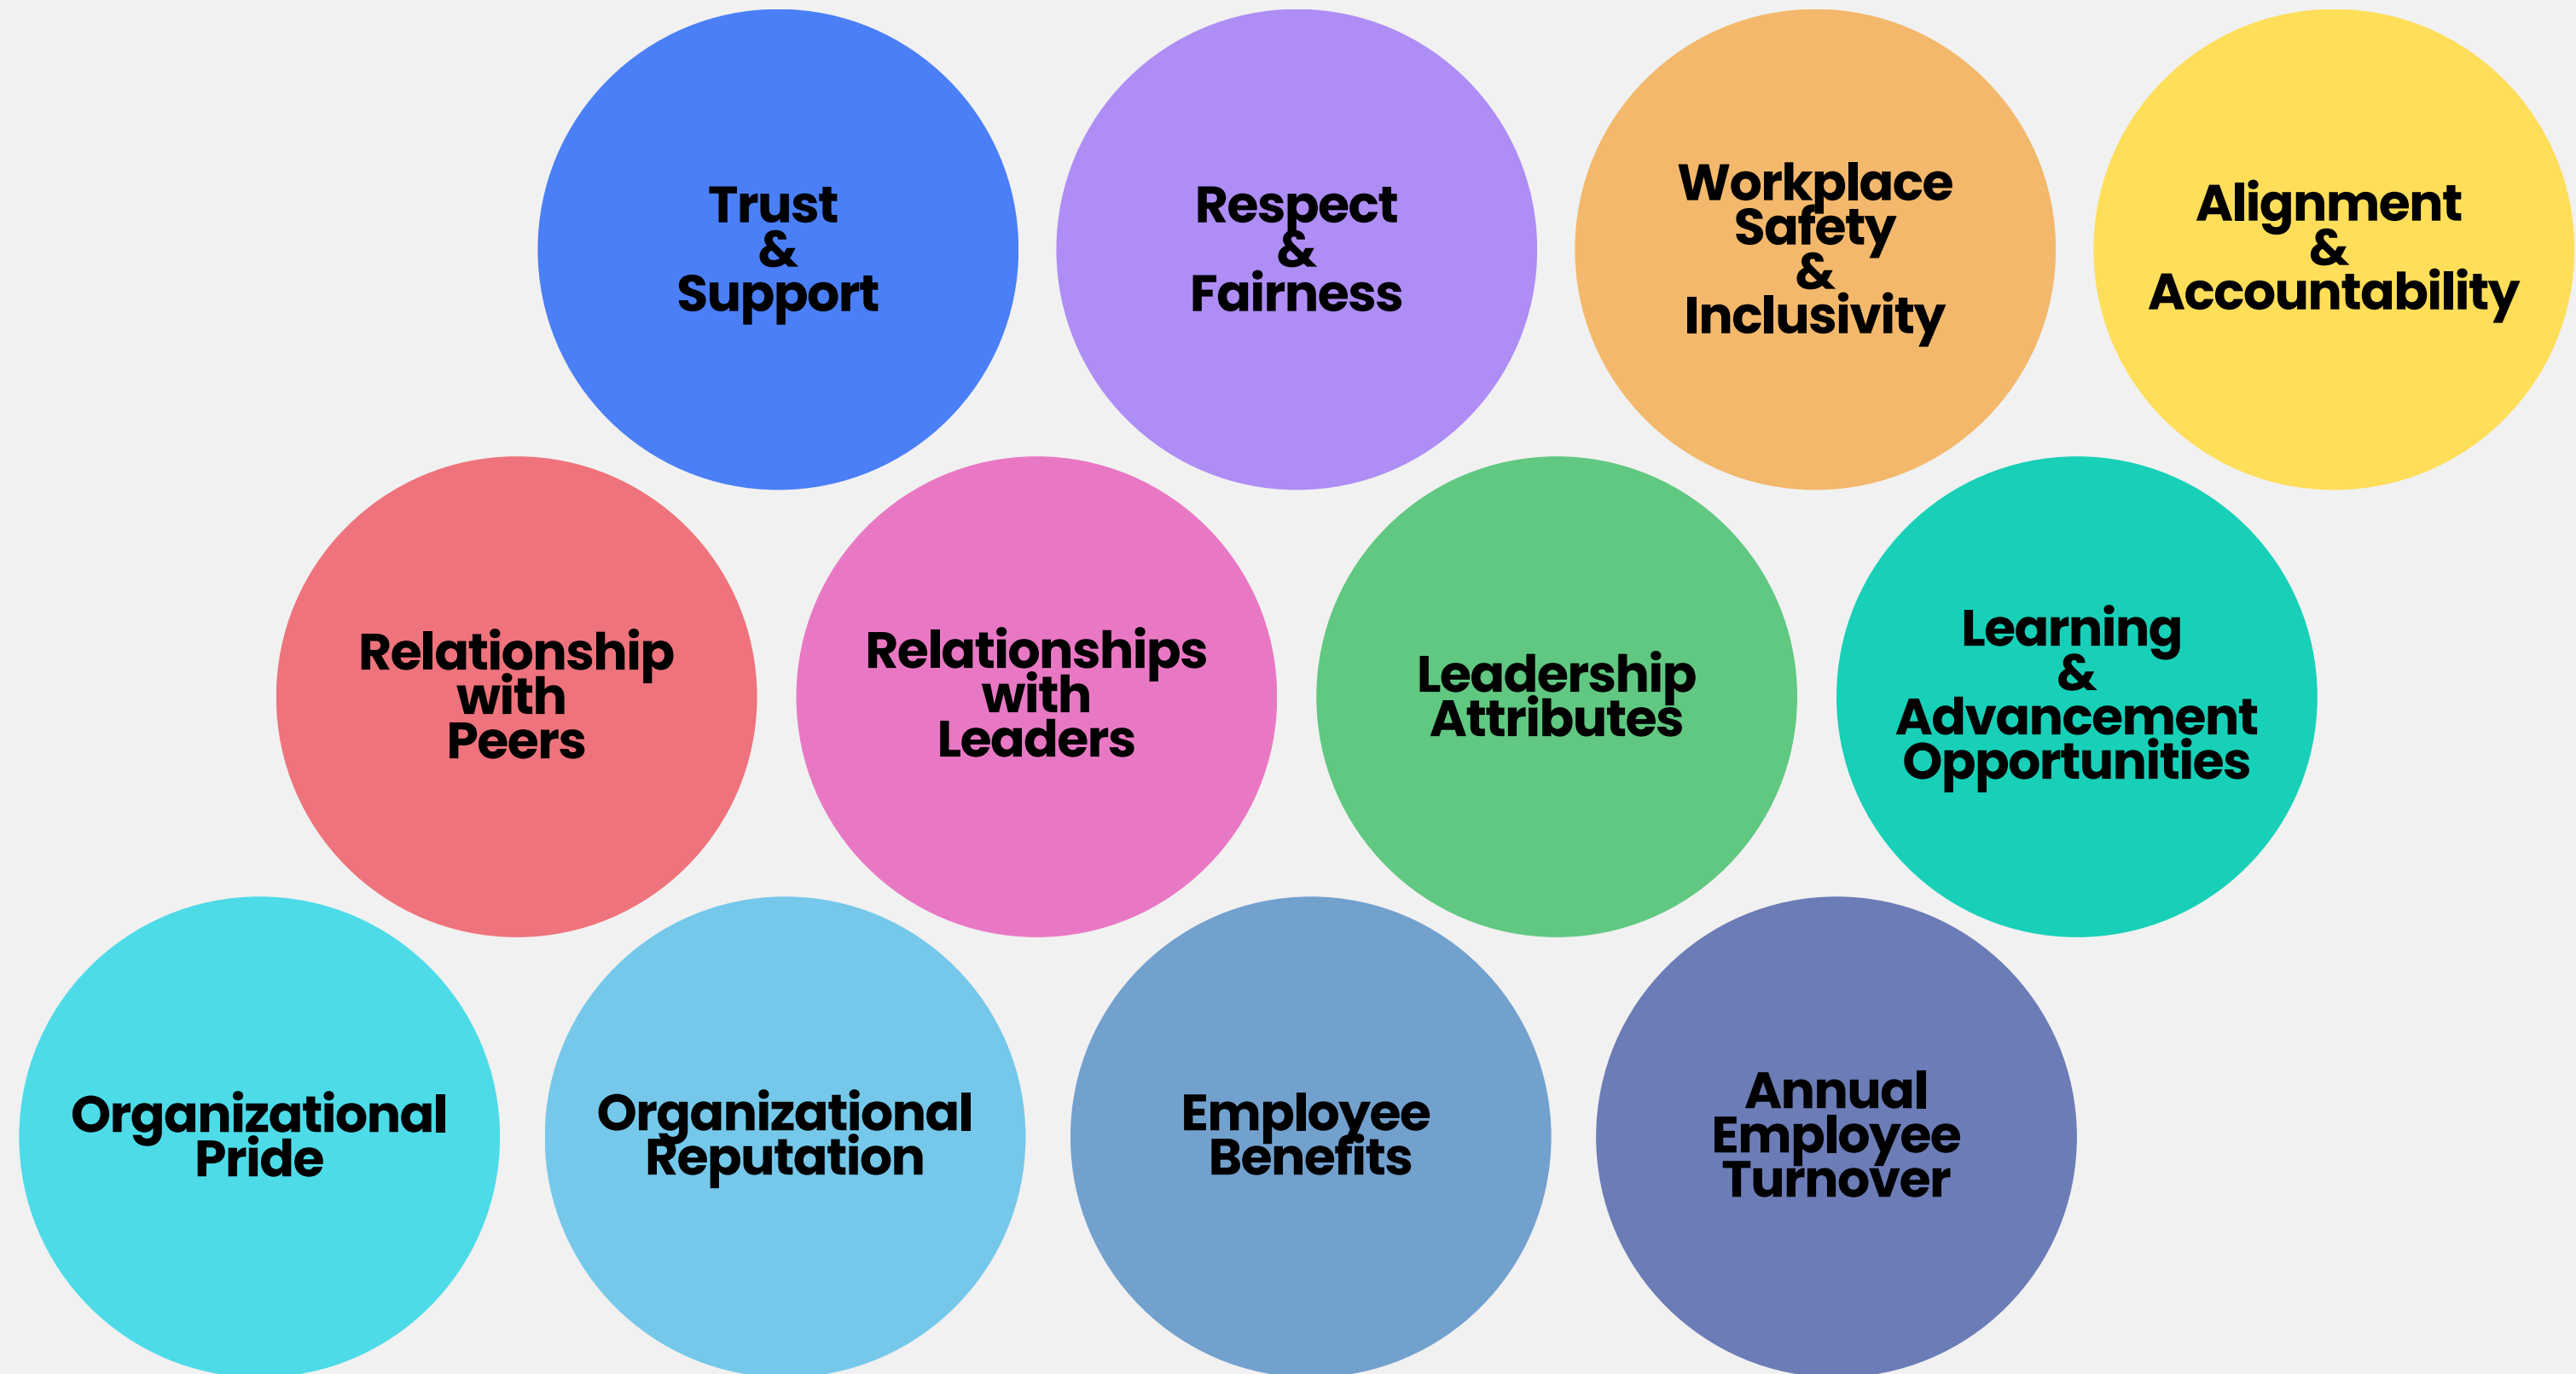 Trust
&
Support
Respect
&
Fairness
Workplace
Safety
&
Inclusivity
Alignment
&
Accountability
Relationship
with
Peers
Relationships
with
Leaders
Leadership
Attributes
Learning
&
Advancement
Opportunities
Organizational
Pride
Organizational
Reputation
Employee
Benefits
Annual
Employee
Turnover